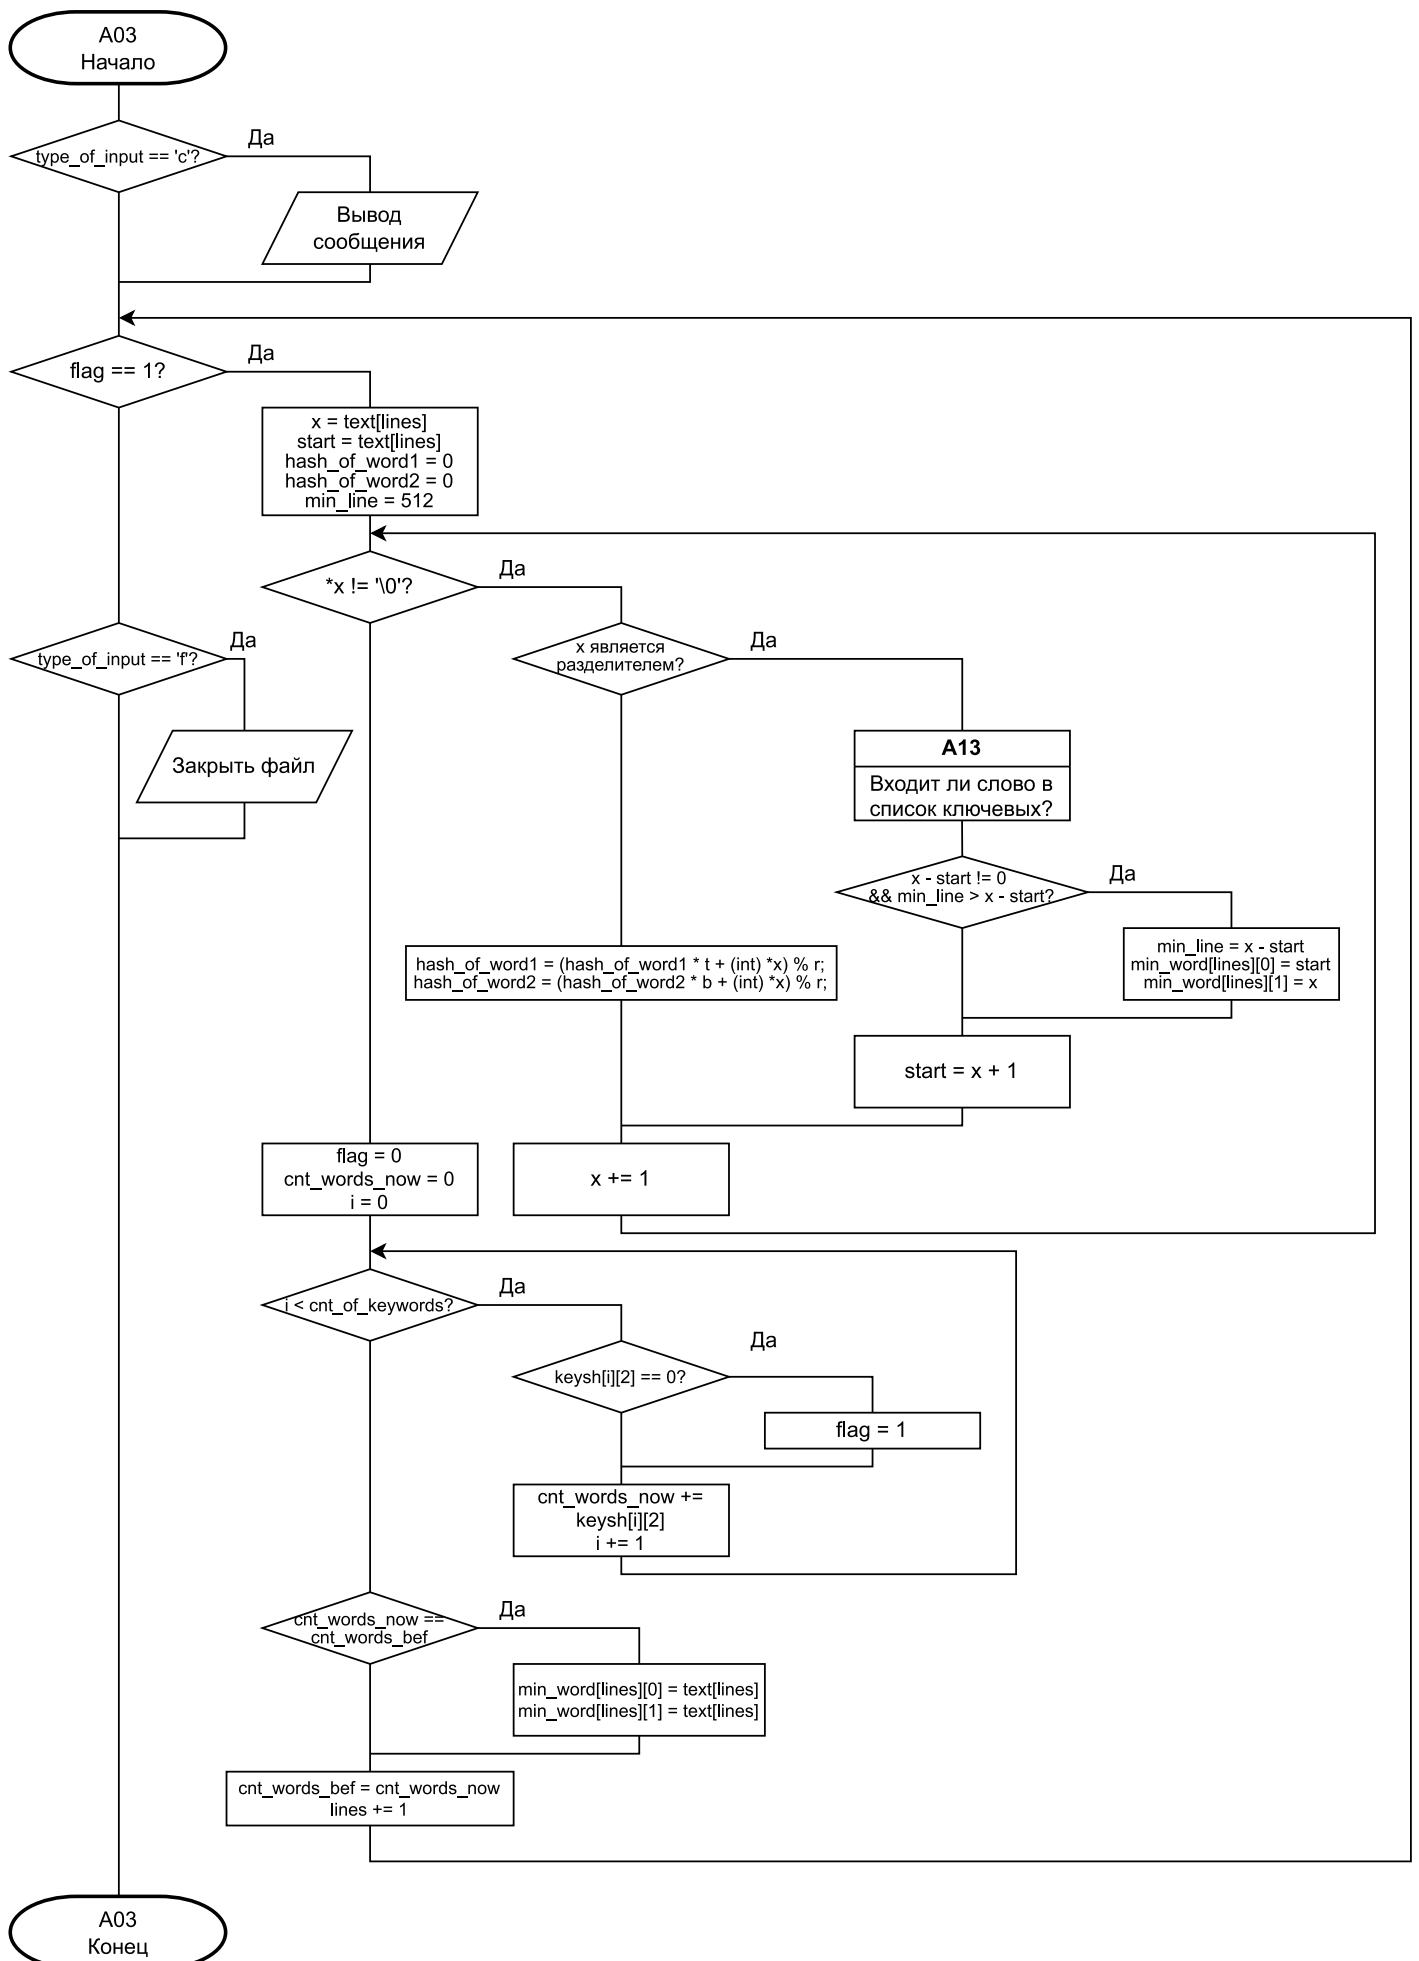 A03
Начало
type_of_input == 'c'?
Да
Вывод
сообщения
flag == 1?
Да
x = text[lines]
start = text[lines]
hash_of_word1 = 0
hash_of_word2 = 0
min_line = 512
*x != '\0'?
Да
type_of_input == 'f'?
Да
x является
разделителем?
Да
Закрыть файл
A13
Входит ли слово в
список ключевых?
x - start != 0
&& min_line > x - start?
Да
hash_of_word1 = (hash_of_word1 * t + (int) *x) % r;
hash_of_word2 = (hash_of_word2 * b + (int) *x) % r;
min_line = x - start
min_word[lines][0] = start
min_word[lines][1] = x
start = x + 1
flag = 0
cnt_words_now = 0
i = 0
x += 1
i < cnt_of_keywords?
Да
keysh[i][2] == 0?
Да
flag = 1
cnt_words_now +=
keysh[i][2]
i += 1
cnt_words_now ==
cnt_words_bef
Да
min_word[lines][0] = text[lines]
min_word[lines][1] = text[lines]
cnt_words_bef = cnt_words_now
lines += 1
A03
Конец